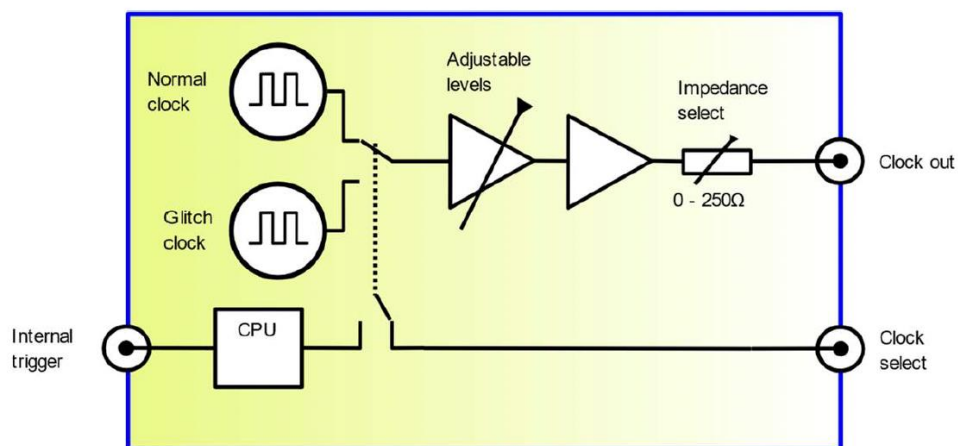 Normal
clock
Adjustable
levels
Impedance
select
Clock out
0 - 250Ω
Glitch
clock
Internal
trigger
CPU
Clock
select